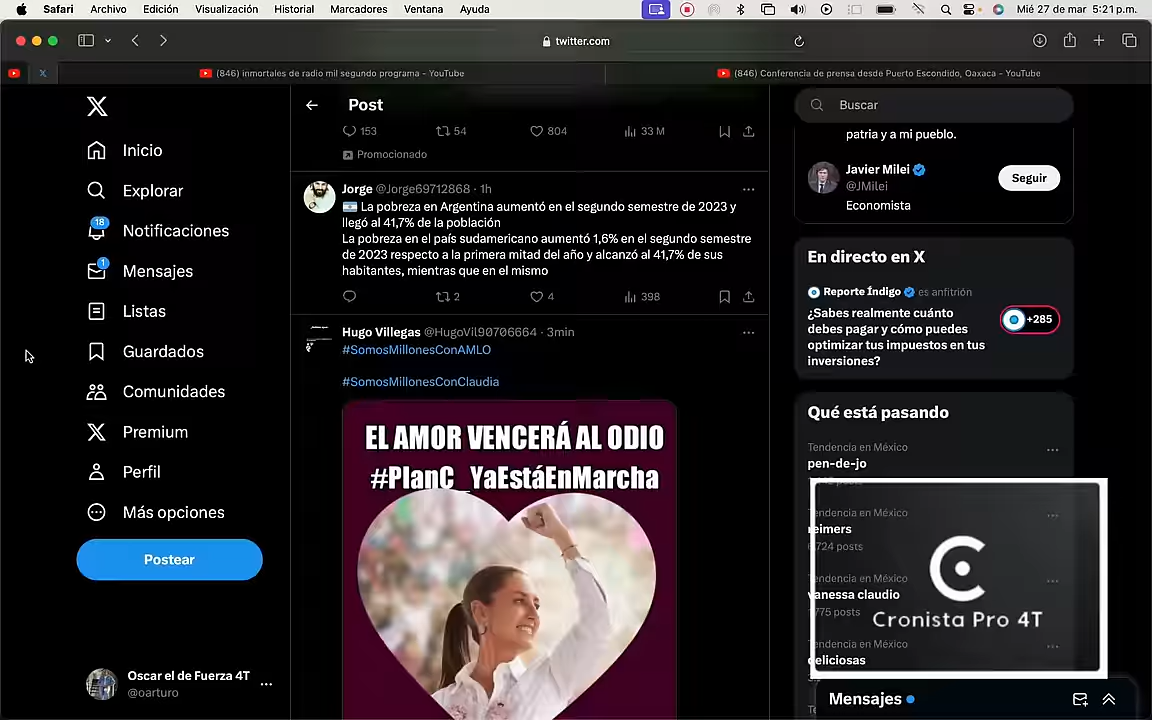 Safari Archivo Edición Visualización Historial Marcadores Ventana Ayuda
Mié 27 de mar 5:21 p.m.
twitter.com
(846) inmortales de radio mil segundo programa - YouTube
(846) Conferencia de prensa desde Puerto Escondido, Oaxaca - YouTube
Inicio
Explorar
18
Notificaciones
1
Mensajes
Listas
Guardados
Comunidades
Premium
Perfil
Más opciones
Postear
Oscar el de Fuerza 4T
@oarturo
Post
153 54 804 33 M
Promocionado
Jorge @Jorge69712868 · 1h
La pobreza en Argentina aumentó en el segundo semestre de 2023 y
llegó al 41,7% de la población
La pobreza en el país sudamericano aumentó 1,6% en el segundo semestre
de 2023 respecto a la primera mitad del año y alcanzó al 41,7% de sus
habitantes, mientras que en el mismo
2 4 398
Hugo Villegas @HugoVil90706664 · 3min
#SomosMillonesConAMLO
#SomosMillonesConClaudia
EL AMOR VENCERÁ AL ODIO
#PlanC_YaEstáEnMarcha
Buscar
patria y a mi pueblo.
Javier Milei
@JMilei
Seguir
Economista
En directo en X
Reporte Índigo es anfitrión
¿Sabes realmente cuánto
debes pagar y cómo puedes
optimizar tus impuestos en tus
inversiones?
+285
Qué está pasando
Tendencia en México
pen-de-jo
Tendencia en México
reimers
6,724 posts
Tendencia en México
vanessa claudio
775 posts
Tendencia en México
deliciosas
Cronista Pro 4T
Mensajes